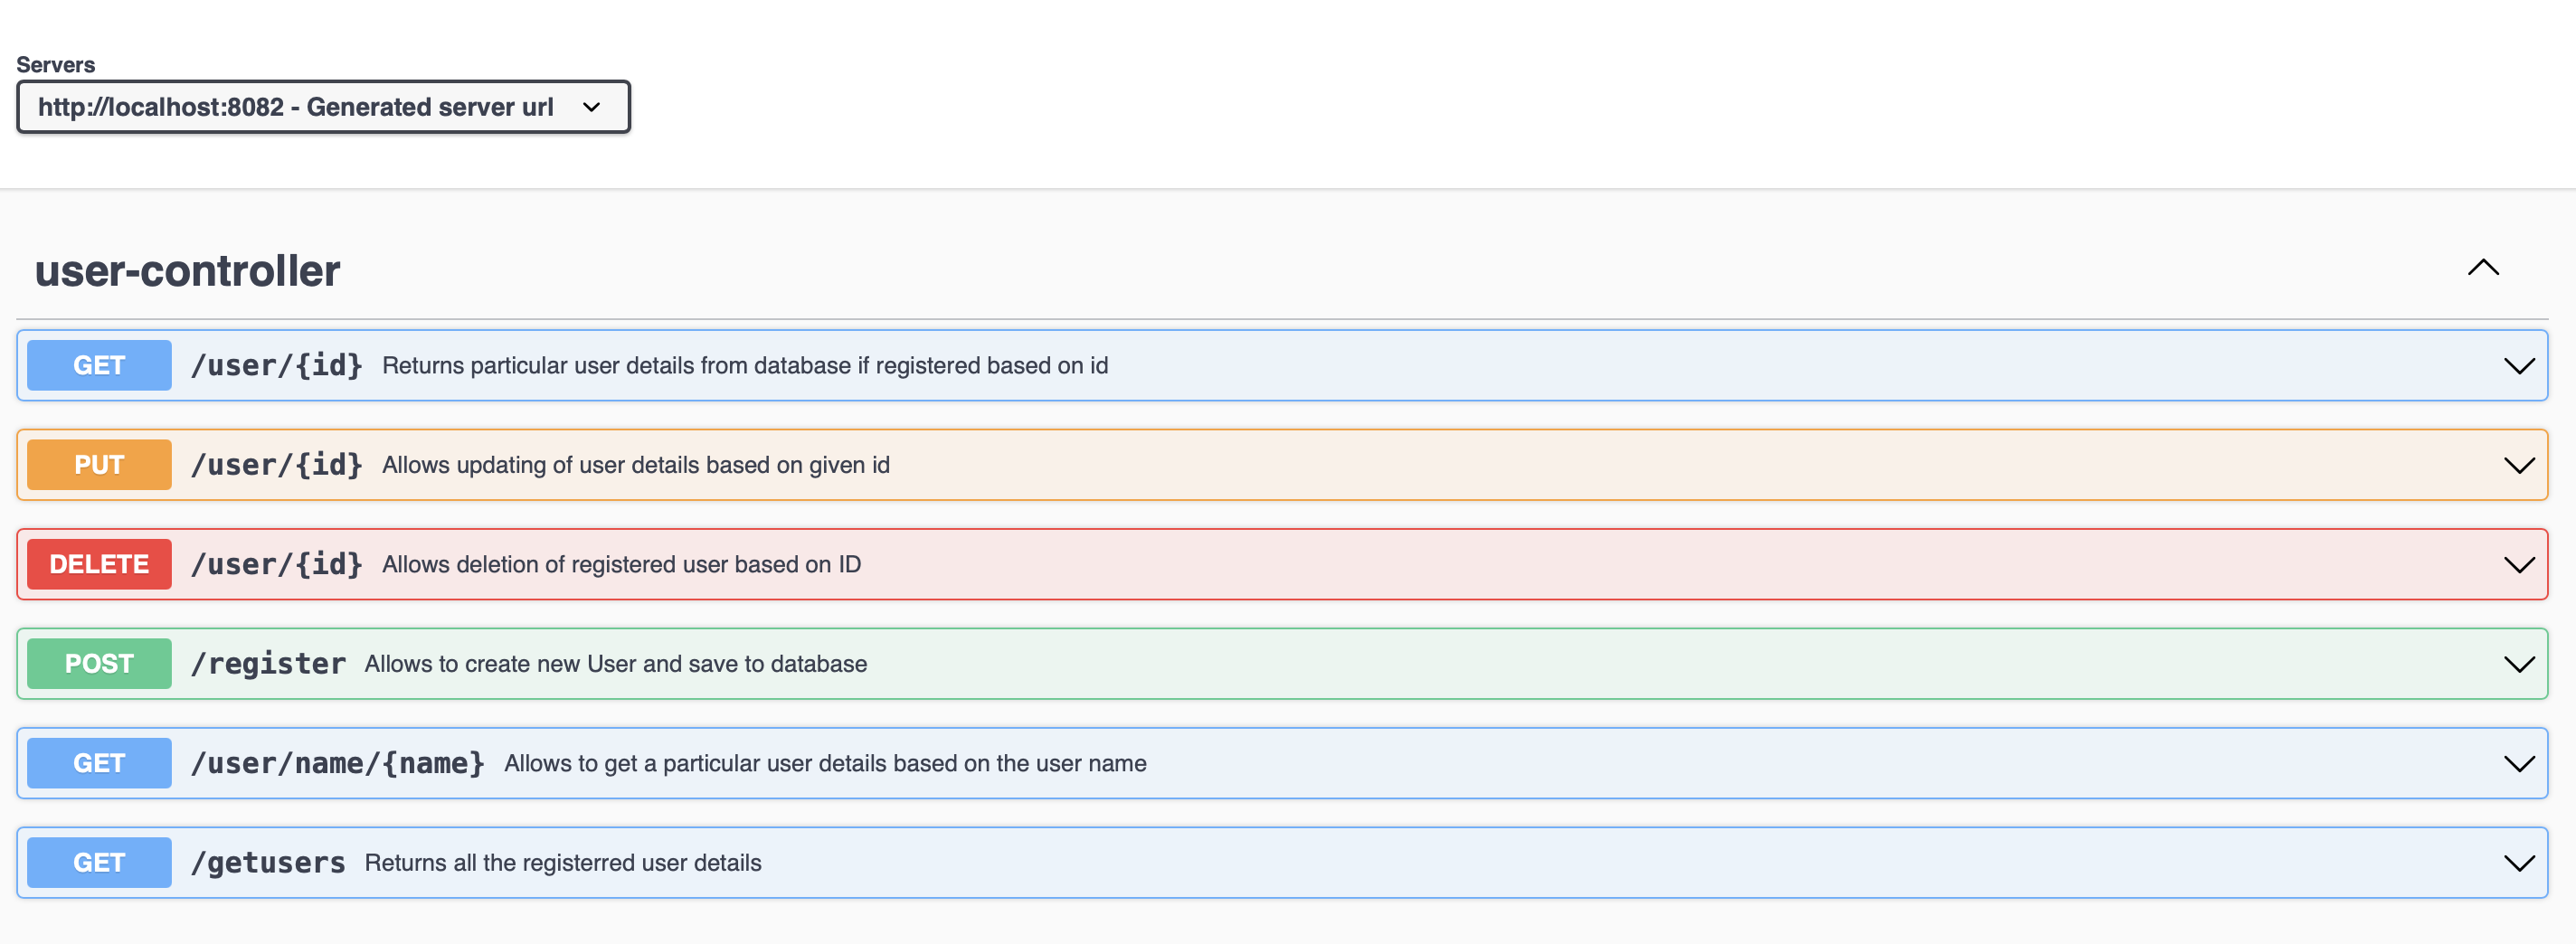 Servers
http://localhost:8082 - Generated server url
user-controller
GET /user/{id} Returns particular user details from database if registered based on id
PUT /user/{id} Allows updating of user details based on given id
DELETE /user/{id} Allows deletion of registered user based on ID
POST /register Allows to create new User and save to database
GET /user/name/{name} Allows to get a particular user details based on the user name
GET /getusers Returns all the registerred user details